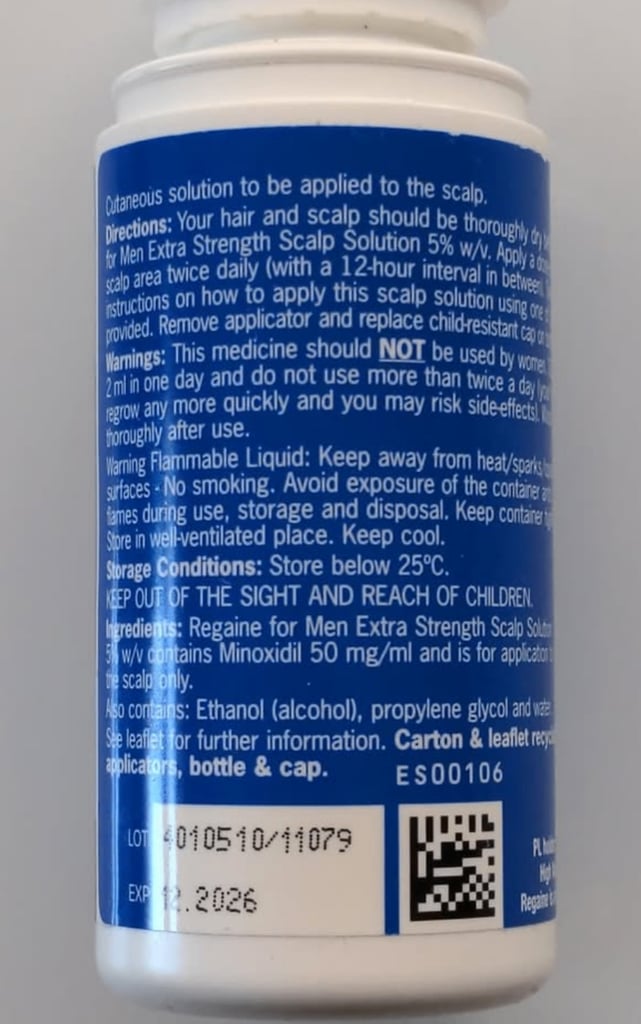 Cutaneous solution to be applied to the scalp.
Directions: Your hair and scalp should be thoroughly dry
for Men Extra Strength Scalp Solution 5% w/v. Apply a
scalp area twice daily (with a 12-hour interval in between).
instructions on how to apply this scalp solution using one
provided. Remove applicator and replace child-resistant cap
Warnings: This medicine should NOT be used by women.
2 ml in one day and do not use more than twice a day
regrow any more quickly and you may risk side-effects).
thoroughly after use.
Warning Flammable Liquid: Keep away from heat/sparks/
surfaces - No smoking. Avoid exposure of the container
flames during use, storage and disposal. Keep container
Store in well-ventilated place. Keep cool.
Storage Conditions: Store below 25ºC.
KEEP OUT OF THE SIGHT AND REACH OF CHILDREN.
Ingredients: Regaine for Men Extra Strength Scalp Solution
5% w/v contains Minoxidil 50 mg/ml and is for application
the scalp only.
Also contains: Ethanol (alcohol), propylene glycol and water
See leaflet for further information. Carton & leaflet
applicators, bottle & cap.
ES00106
LOT 4010510/11079
EXP 12.2026
PL
Regaine